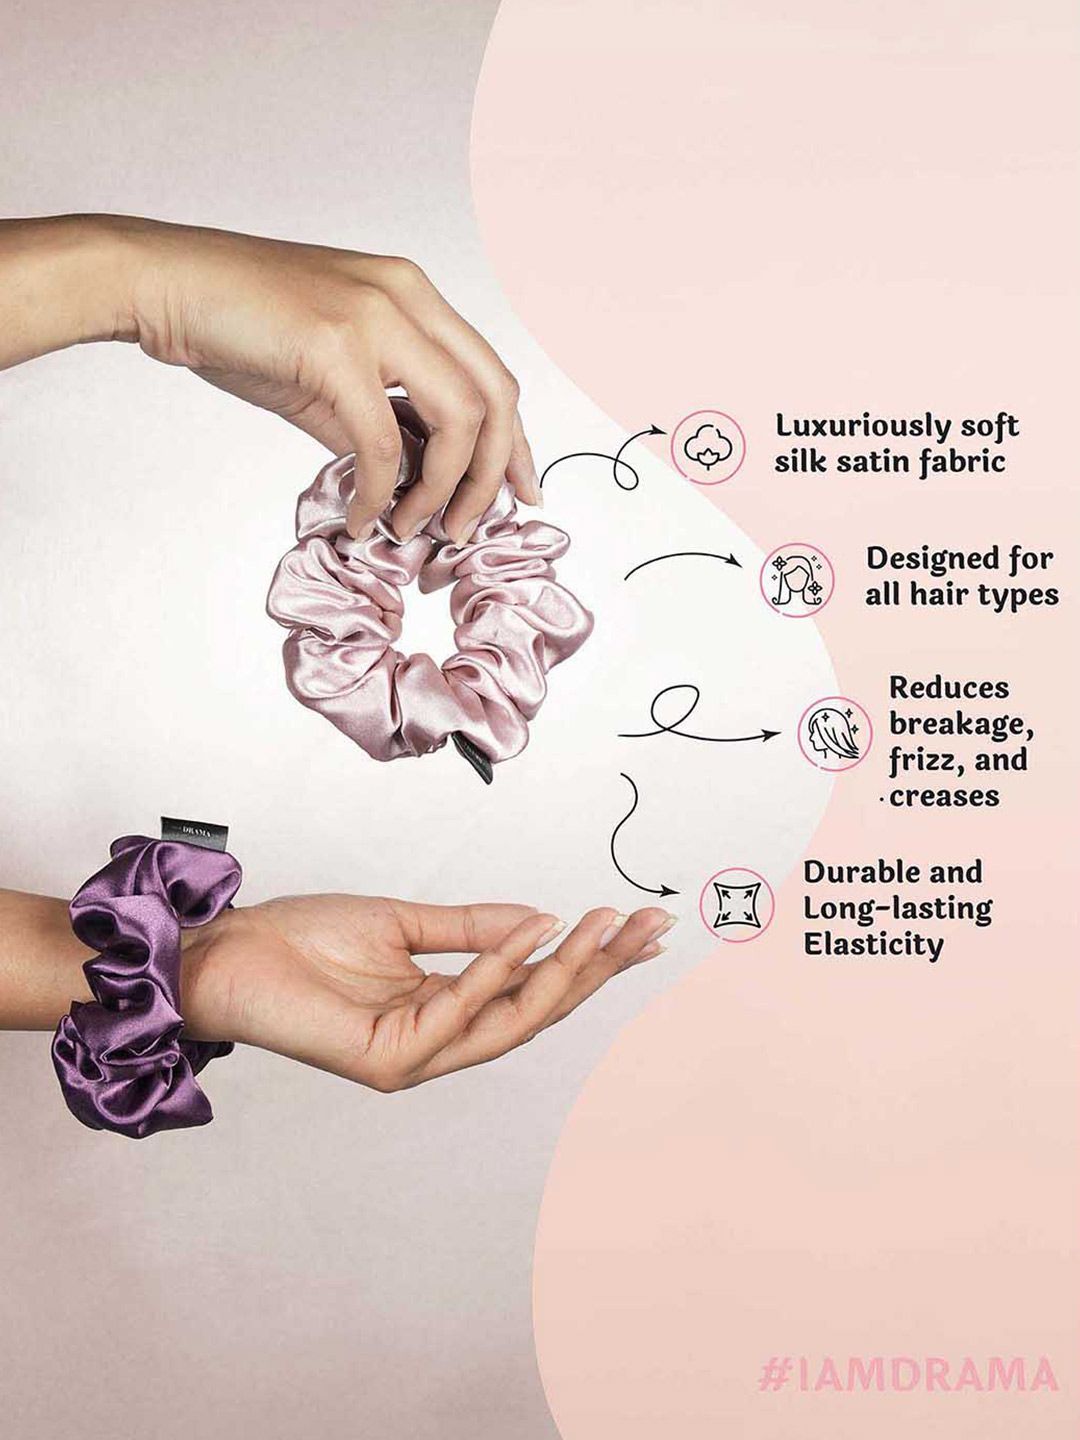 Luxuriously soft
silk satin fabric
Designed for
all hair types
Reduces
breakage,
frizz, and
creases
DRAMA
Durable and
Long-lasting
Elasticity
#IAMDRAMA